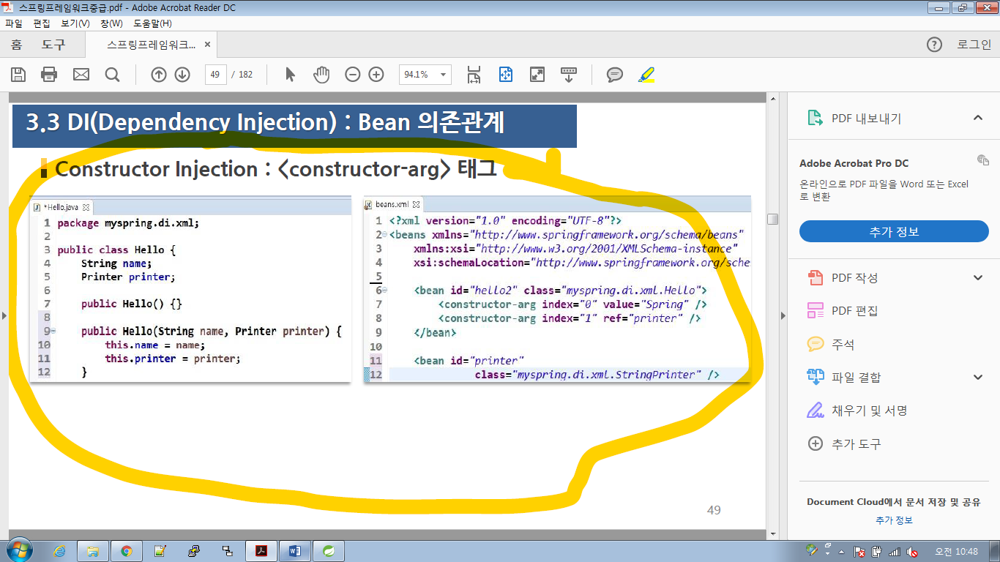 스프링프레임워크중급.pdf - Adobe Acrobat Reader DC
파일 편집 보기(V) 창(W) 도움말(H)
홈 도구 스프링프레임워크... × 로그인
49 / 182 94.1%
3.3 DI(Dependency Injection) : Bean 의존관계
Constructor Injection : <constructor-arg> 태그
*Hello.java
1 package myspring.di.xml;
2
3 public class Hello {
4 String name;
5 Printer printer;
6
7 public Hello() {}
8
9 public Hello(String name, Printer printer) {
10 this.name = name;
11 this.printer = printer;
12 }
beans.xml
1 <?xml version="1.0" encoding="UTF-8"?>
2 <beans xmlns="http://www.springframework.org/schema/beans"
3 xmlns:xsi="http://www.w3.org/2001/XMLSchema-instance"
4 xsi:schemaLocation="http://www.springframework.org/sche
5
6 <bean id="hello2" class="myspring.di.xml.Hello">
7 <constructor-arg index="0" value="Spring" />
8 <constructor-arg index="1" ref="printer" />
9 </bean>
10
11 <bean id="printer"
12 class="myspring.di.xml.StringPrinter" />
49
PDF 내보내기
Adobe Acrobat Pro DC
온라인으로 PDF 파일을 Word 또는 Excel
로 변환
추가 정보
PDF 작성
PDF 편집
주석
파일 결합
채우기 및 서명
추가 도구
Document Cloud에서 문서 저장 및 공유
추가 정보
오전 10:48